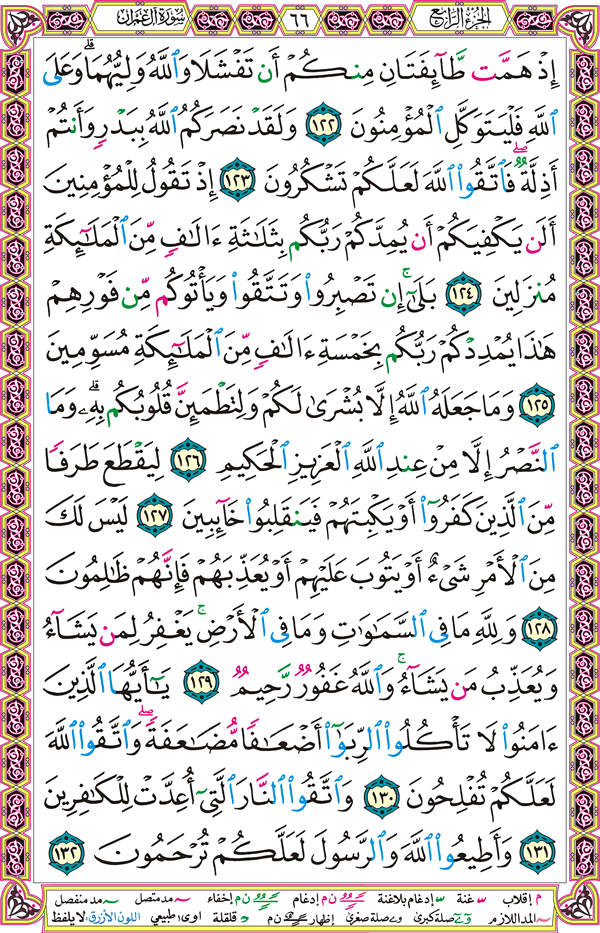 الجزء الرابع ٦٦ سورة آل عمران
إِذْ هَمَّت طَّآئِفَتَانِ مِنكُمْ أَن تَفْشَلَا وَٱللَّهُ وَلِيُّهُمَا ۗ وَعَلَى
ٱللَّهِ فَلْيَتَوَكَّلِ ٱلْمُؤْمِنُونَ ١٢٢ وَلَقَدْ نَصَرَكُمُ ٱللَّهُ بِبَدْرٍ وَأَنتُمْ
أَذِلَّةٌ ۖ فَٱتَّقُوا۟ ٱللَّهَ لَعَلَّكُمْ تَشْكُرُونَ ١٢٣ إِذْ تَقُولُ لِلْمُؤْمِنِينَ
أَلَن يَكْفِيَكُمْ أَن يُمِدَّكُمْ رَبُّكُم بِثَلَـٰثَةِ ءَالَـٰفٍ مِّنَ ٱلْمَلَـٰٓئِكَةِ
مُنزَلِينَ ١٢٤ بَلَىٰٓ ۚ إِن تَصْبِرُوا۟ وَتَتَّقُوا۟ وَيَأْتُوكُم مِّن فَوْرِهِمْ
هَـٰذَا يُمْدِدْكُمْ رَبُّكُم بِخَمْسَةِ ءَالَـٰفٍ مِّنَ ٱلْمَلَـٰٓئِكَةِ مُسَوِّمِينَ
١٢٥ وَمَا جَعَلَهُ ٱللَّهُ إِلَّا بُشْرَىٰ لَكُمْ وَلِتَطْمَئِنَّ قُلُوبُكُم بِهِۦ ۗ وَمَا
ٱلنَّصْرُ إِلَّا مِنْ عِندِ ٱللَّهِ ٱلْعَزِيزِ ٱلْحَكِيمِ ١٢٦ لِيَقْطَعَ طَرَفًا
مِّنَ ٱلَّذِينَ كَفَرُوٓا۟ أَوْ يَكْبِتَهُمْ فَيَنقَلِبُوا۟ خَآئِبِينَ ١٢٧ لَيْسَ لَكَ
مِنَ ٱلْأَمْرِ شَىْءٌ أَوْ يَتُوبَ عَلَيْهِمْ أَوْ يُعَذِّبَهُمْ فَإِنَّهُمْ ظَـٰلِمُونَ
١٢٨ وَلِلَّهِ مَا فِى ٱلسَّمَـٰوَٰتِ وَمَا فِى ٱلْأَرْضِ ۚ يَغْفِرُ لِمَن يَشَآءُ
وَيُعَذِّبُ مَن يَشَآءُ ۚ وَٱللَّهُ غَفُورٌ رَّحِيمٌ ١٢٩ يَـٰٓأَيُّهَا ٱلَّذِينَ
ءَامَنُوا۟ لَا تَأْكُلُوا۟ ٱلرِّبَوٰٓا۟ أَضْعَـٰفًا مُّضَـٰعَفَةً ۖ وَٱتَّقُوا۟ ٱللَّهَ
لَعَلَّكُمْ تُفْلِحُونَ ١٣٠ وَٱتَّقُوا۟ ٱلنَّارَ ٱلَّتِىٓ أُعِدَّتْ لِلْكَـٰفِرِينَ
١٣١ وَأَطِيعُوا۟ ٱللَّهَ وَٱلرَّسُولَ لَعَلَّكُمْ تُرْحَمُونَ ١٣٢
م إقلاب غنة إدغام بلاغنة ن م إدغام ن م إخفاء مد متصل مد منفصل
المد اللازم صلة كبرى صلة صغرى إظهار ن م قلقلة اوى طبيعي اللون الأزرق: لا يلفظ